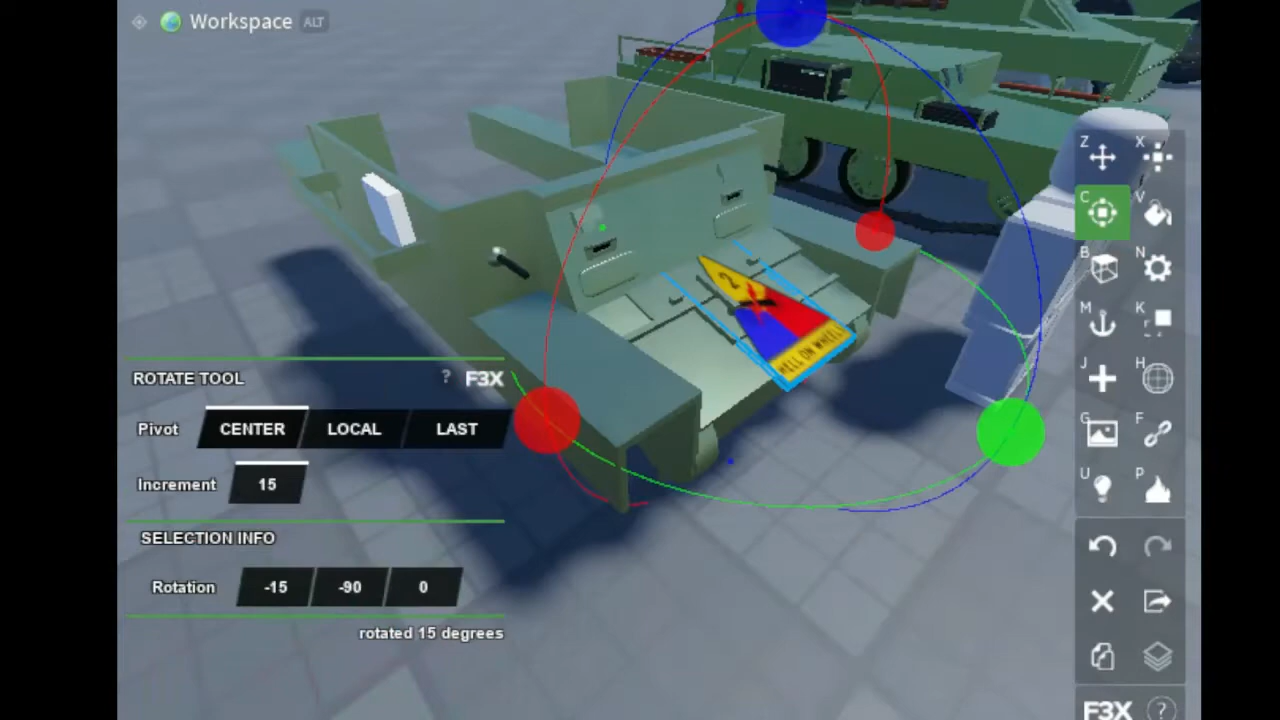 Workspace ALT
2
HELL ON WHEELS
ROTATE TOOL ? F3X
Pivot CENTER LOCAL LAST
Increment 15
SELECTION INFO
Rotation -15 -90 0
rotated 15 degrees
Z X
C V
B N
M K
J H
G F
U P
F3X ?